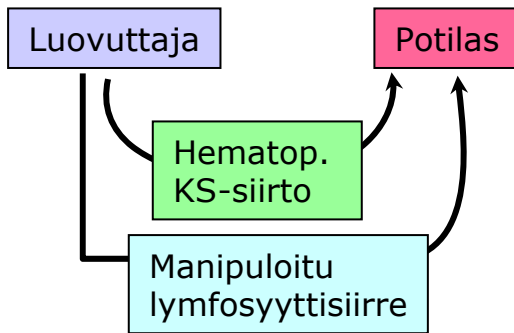 Luovuttaja
Potilas
Hematop.
KS-siirto
Manipuloitu
lymfosyyttisiirre